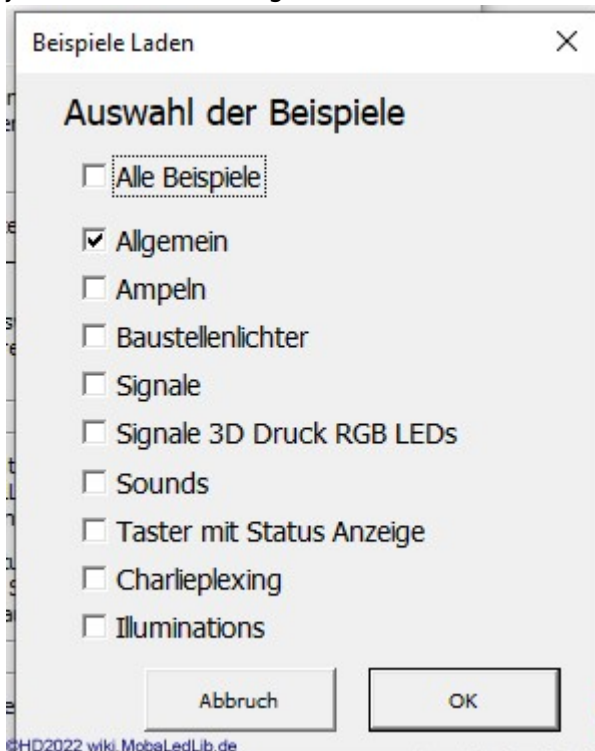 Beispiele Laden
Auswahl der Beispiele
Alle Beispiele
Allgemein
Ampeln
Baustellenlichter
Signale
Signale 3D Druck RGB LEDs
Sounds
Taster mit Status Anzeige
Charlieplexing
Illuminations
Abbruch OK
©HD2022 wiki.MobaLedLib.de